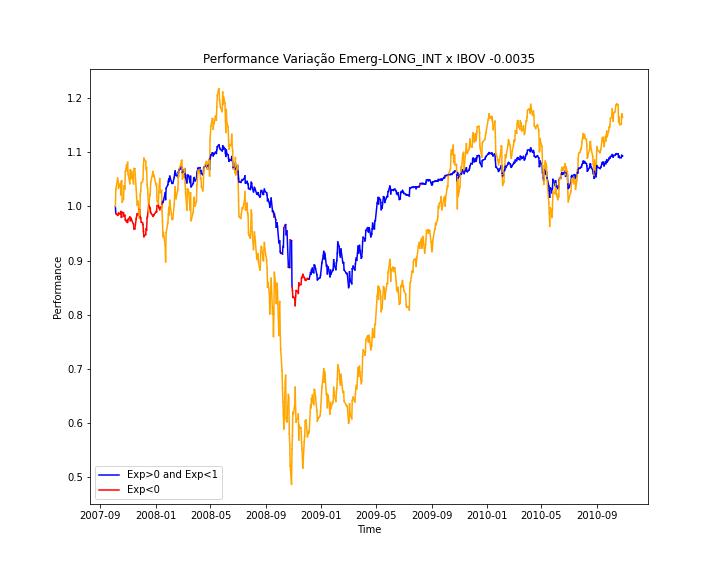 Performance Variação Emerg-LONG_INT x IBOV -0.0035
1.2
1.1
1.0
0.9
0.8
0.7
0.6
0.5
Performance
Exp>0 and Exp<1
Exp<0
2007-09 2008-01 2008-05 2008-09 2009-01 2009-05 2009-09 2010-01 2010-05 2010-09
Time